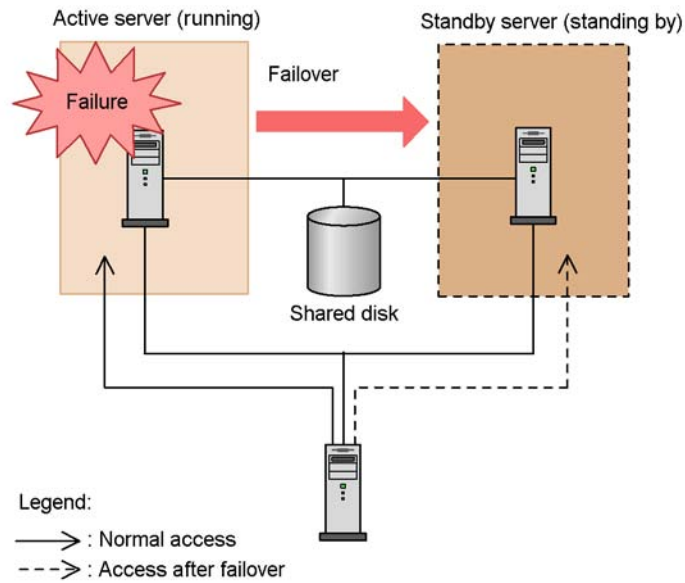 Active server (running)
Standby server (standing by)
Failover
Failure
Shared disk
Legend:
: Normal access
: Access after failover